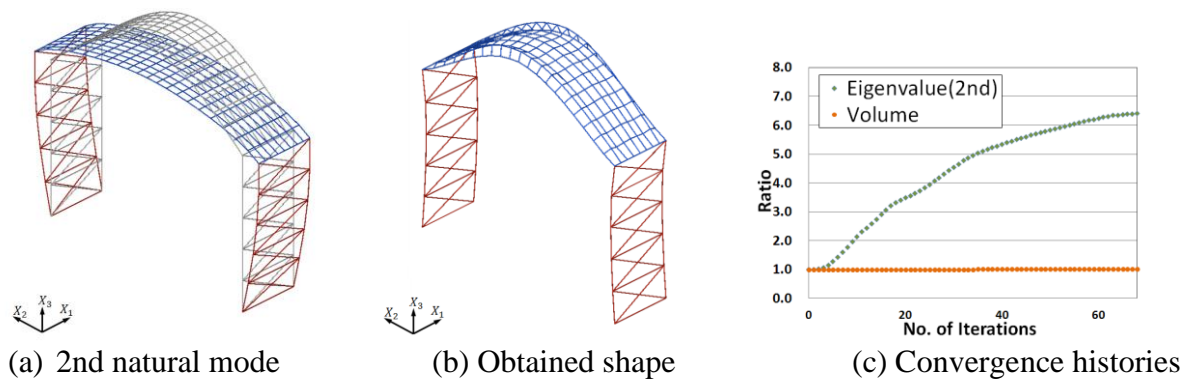 X₂
X₃
X₁
(a) 2nd natural mode
X₂
X₃
X₁
(b) Obtained shape
8.0
7.0
6.0
5.0
4.0
3.0
2.0
1.0
0.0
Ratio
Eigenvalue(2nd)
Volume
0 20 40 60
No. of Iterations
(c) Convergence histories